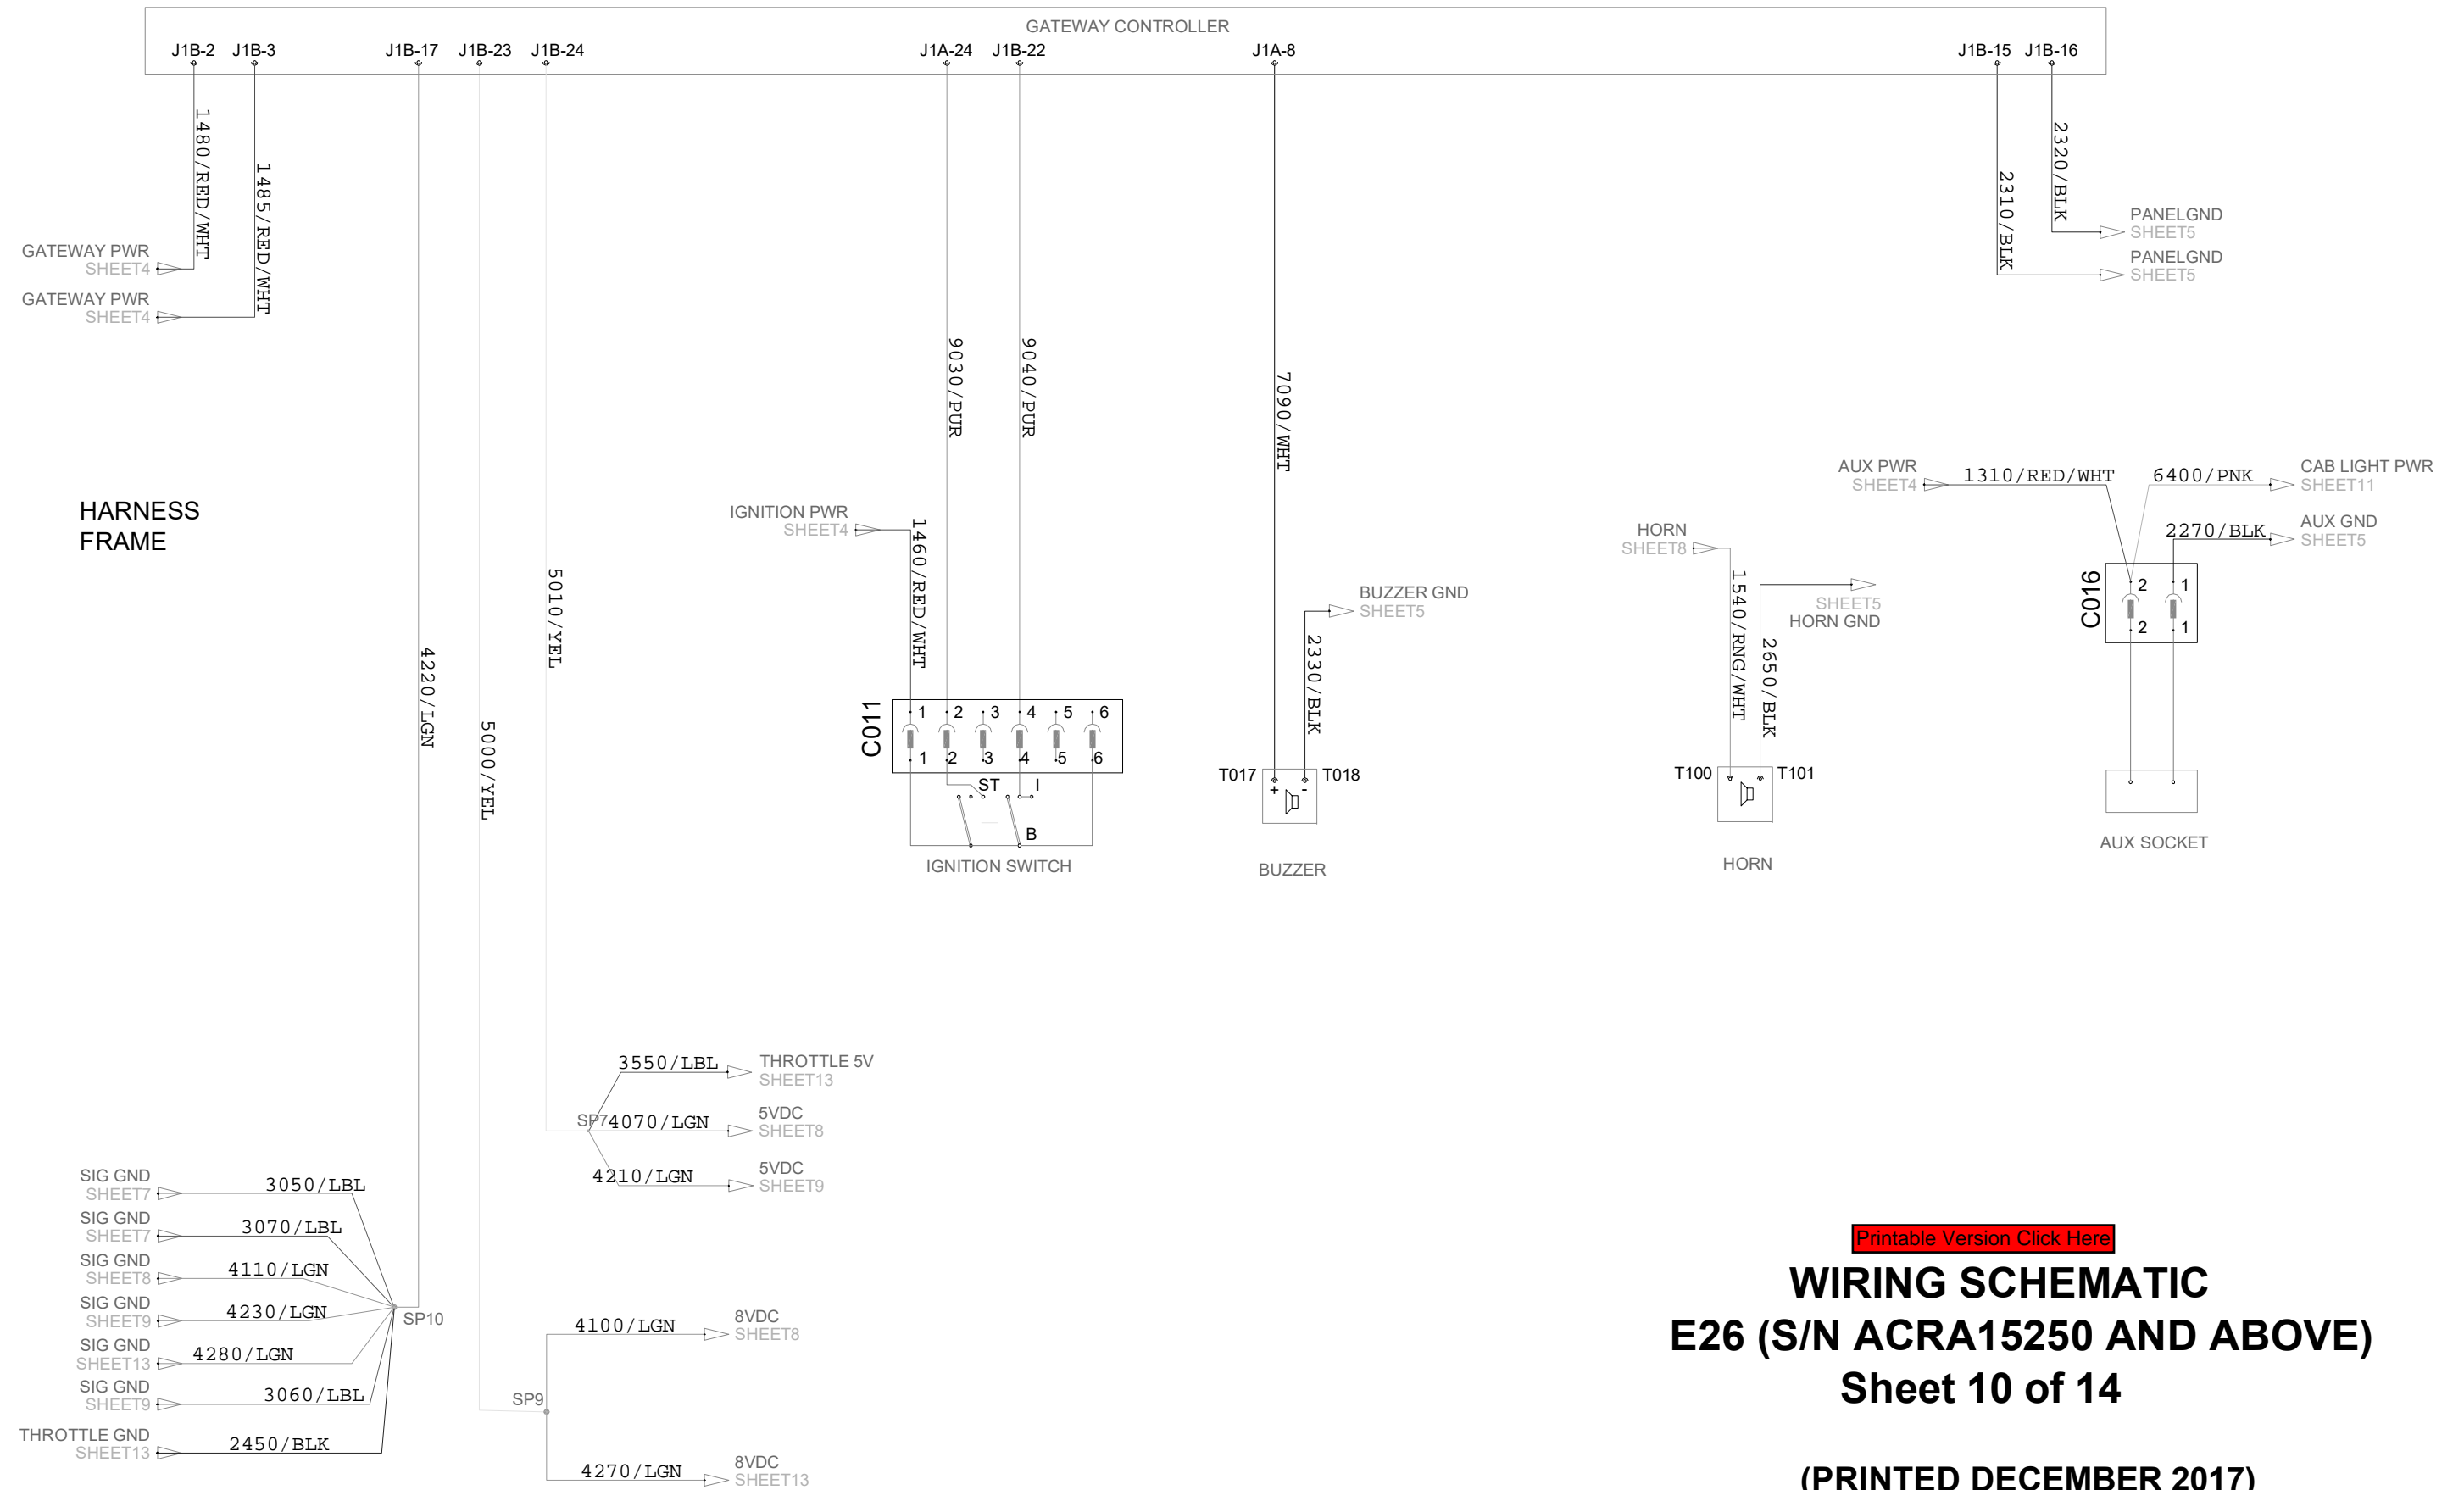 GATEWAY CONTROLLER
J1B-2 J1B-3 J1B-17 J1B-23 J1B-24 J1A-24 J1B-22 J1A-8 J1B-15 J1B-16
1480/RED/WHT
1485/RED/WHT
GATEWAY PWR
SHEET4
GATEWAY PWR
SHEET4
2320/BLK
2310/BLK
PANELGND
SHEET5
PANELGND
SHEET5
9030/PUR
9040/PUR
7090/WHT
HARNESS
FRAME
IGNITION PWR
SHEET4
1460/RED/WHT
5010/YEL
4220/LGN
5000/YEL
C011
1 2 3 4 5 6
1 2 3 4 5 6
ST I
B
IGNITION SWITCH
BUZZER GND
SHEET5
2330/BLK
T017 T018
+ -
BUZZER
HORN
SHEET8
1540/RNG/WHT
SHEET5
HORN GND
2650/BLK
T100 T101
HORN
AUX PWR
SHEET4
1310/RED/WHT
6400/PNK
CAB LIGHT PWR
SHEET11
2270/BLK
AUX GND
SHEET5
C016
2 1
2 1
AUX SOCKET
3550/LBL
THROTTLE 5V
SHEET13
SP7
4070/LGN
5VDC
SHEET8
4210/LGN
5VDC
SHEET9
SIG GND
SHEET7
3050/LBL
SIG GND
SHEET7
3070/LBL
SIG GND
SHEET8
4110/LGN
SIG GND
SHEET9
4230/LGN
SP10
SIG GND
SHEET13
4280/LGN
SIG GND
SHEET9
3060/LBL
THROTTLE GND
SHEET13
2450/BLK
4100/LGN
8VDC
SHEET8
SP9
4270/LGN
8VDC
SHEET13
Printable Version Click Here
WIRING SCHEMATIC
E26 (S/N ACRA15250 AND ABOVE)
Sheet 10 of 14
(PRINTED DECEMBER 2017)